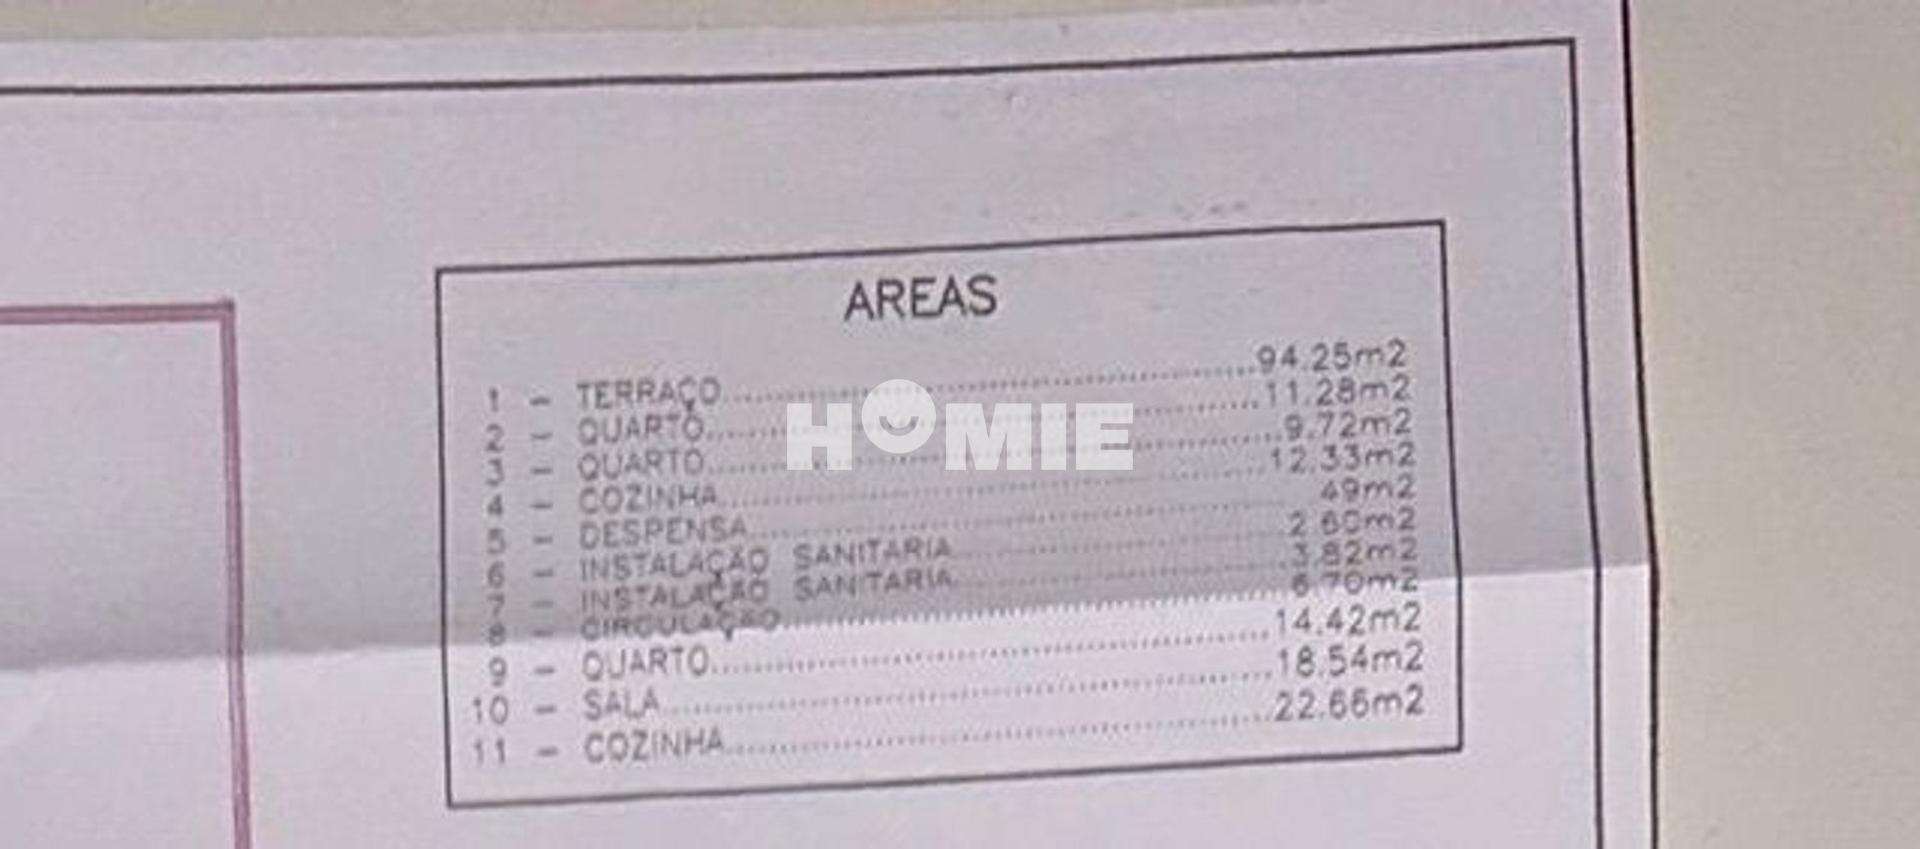 AREAS
1 - TERRAÇO........94.25m2
2 - QUARTO........11.28m2
3 - QUARTO........9.72m2
4 - COZINHA........12.33m2
5 - DESPENSA........49m2
6 - INSTALAÇÃO SANITARIA........2.60m2
7 - INSTALAÇÃO SANITARIA........3.82m2
8 - CIRCULAÇÃO........6.70m2
9 - QUARTO........14.42m2
10 - SALA........18.54m2
11 - COZINHA........22.66m2
HOMIE